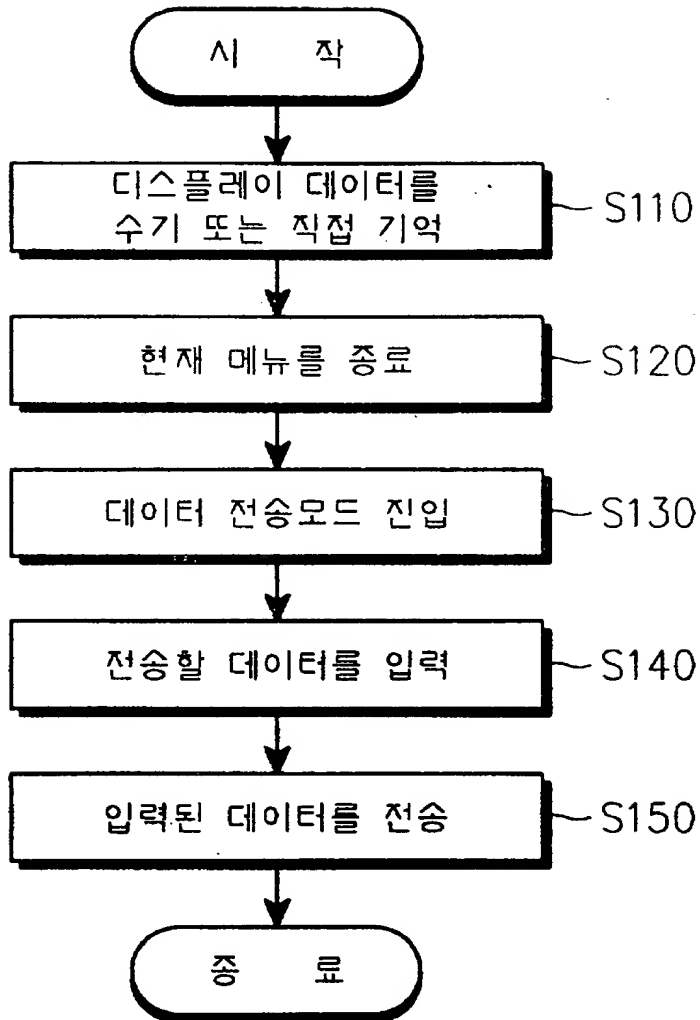 시 작
디스플레이 데이터를
수기 또는 직접 기억
S110
현재 메뉴를 종료
S120
데이터 전송모드 진입
S130
전송할 데이터를 입력
S140
입력된 데이터를 전송
S150
종 료